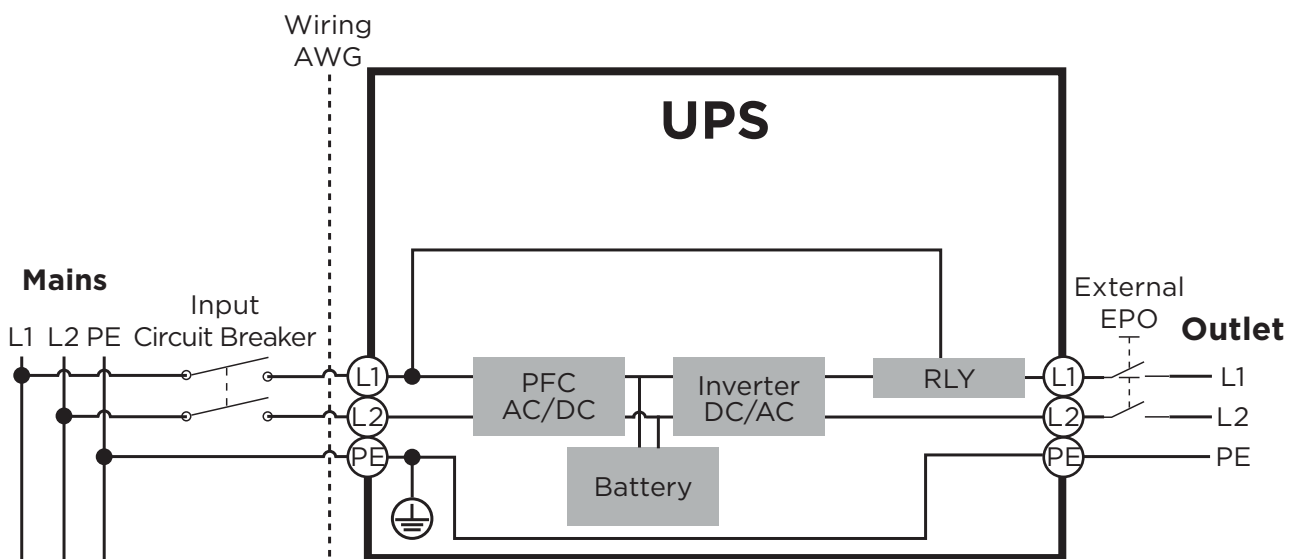 Wiring
AWG
UPS
Mains
L1 L2 PE
Input
Circuit Breaker
External
EPO
Outlet
L1
PFC
AC/DC
Inverter
DC/AC
RLY
L1
L1
L2
L2
L2
PE
PE
PE
Battery